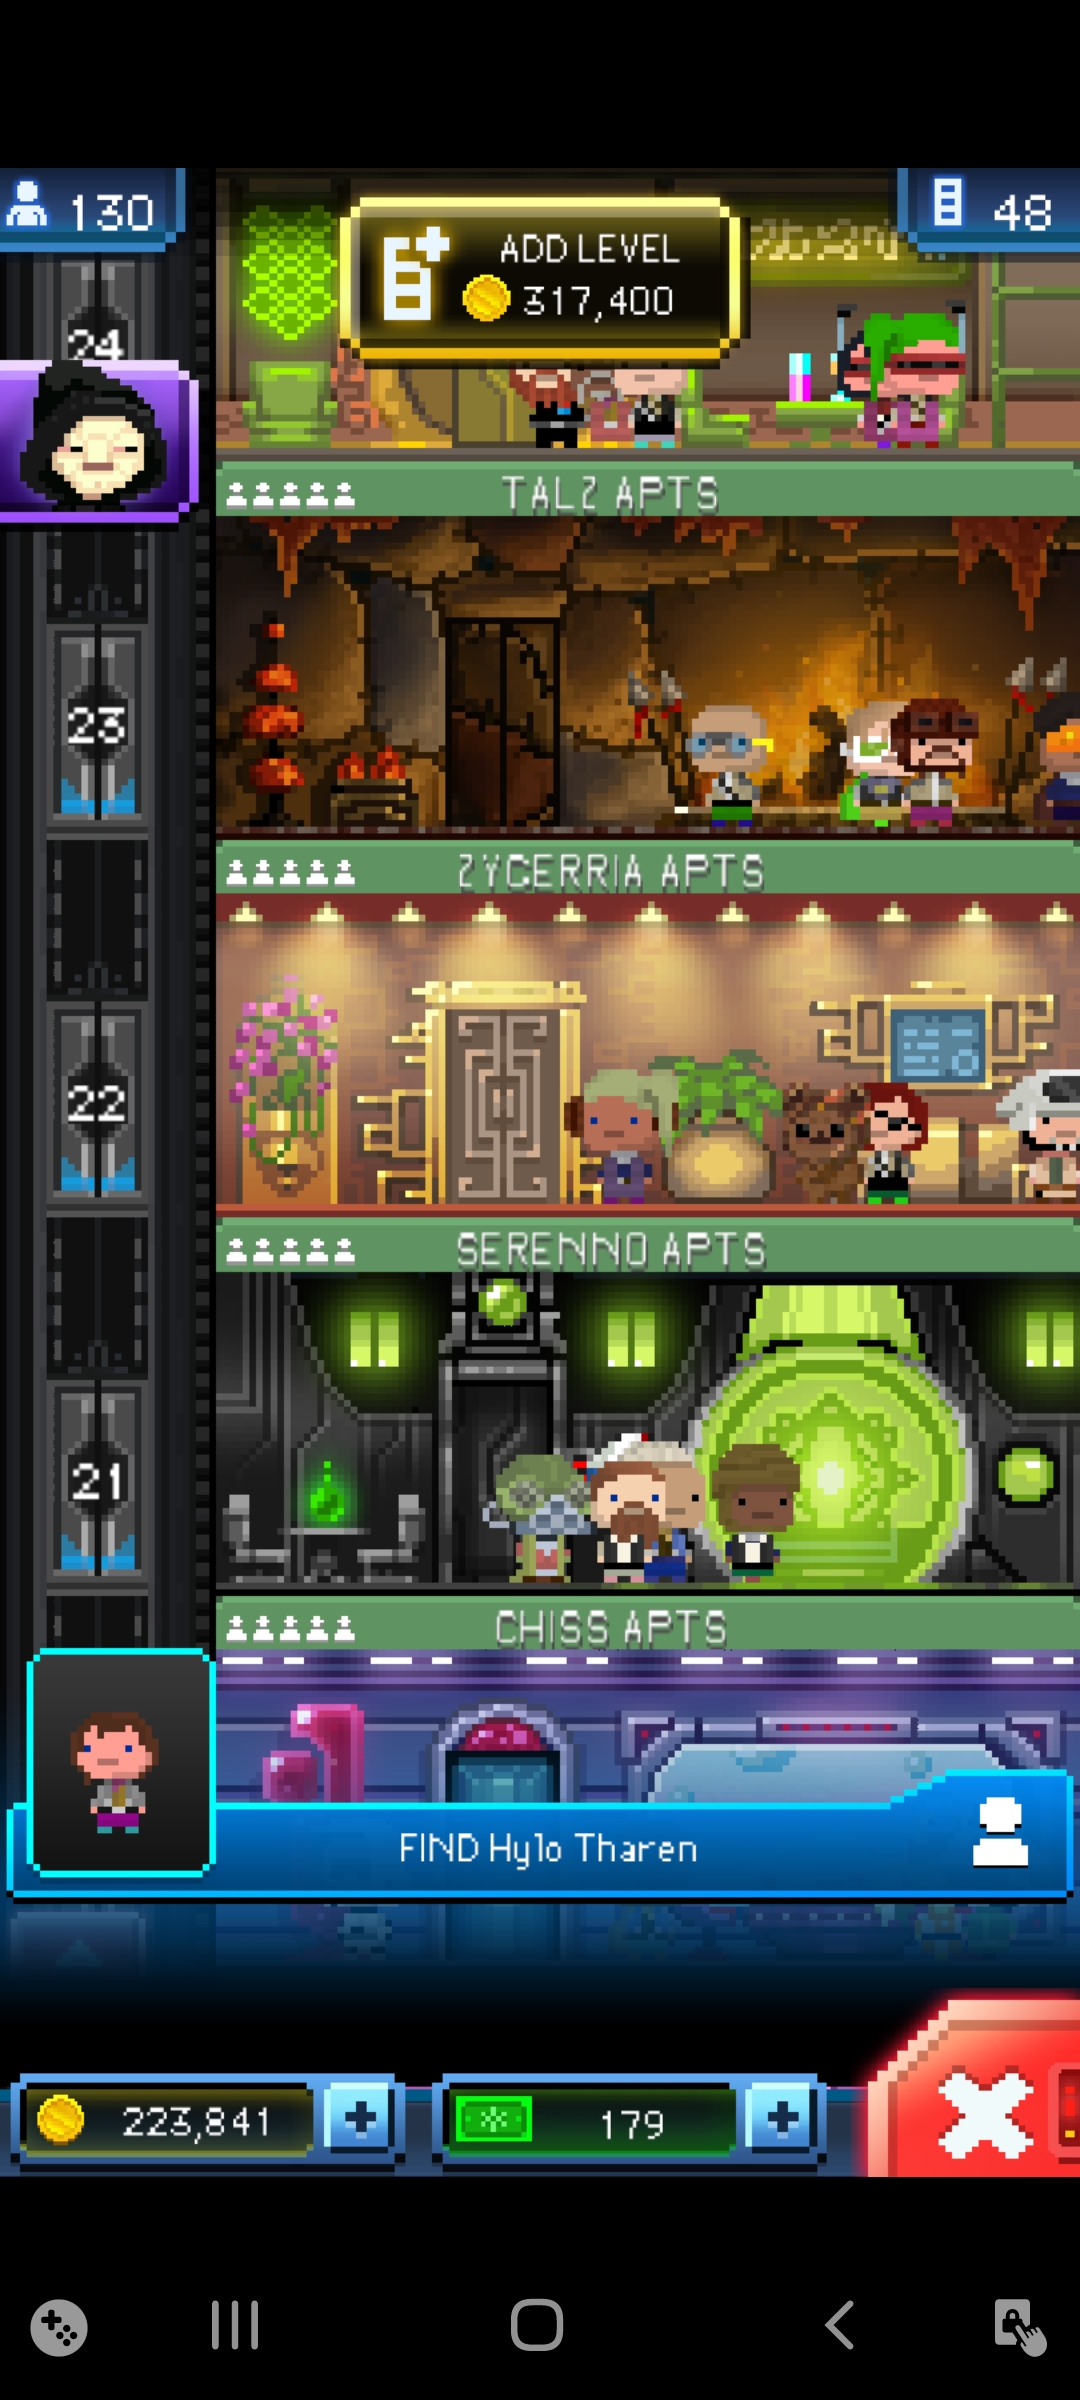 130
ADD LEVEL
317,400
48
24
TALZ APTS
23
ZYGERRIA APTS
22
SERENNO APTS
21
CHISS APTS
FIND Hylo Tharen
223,841
179